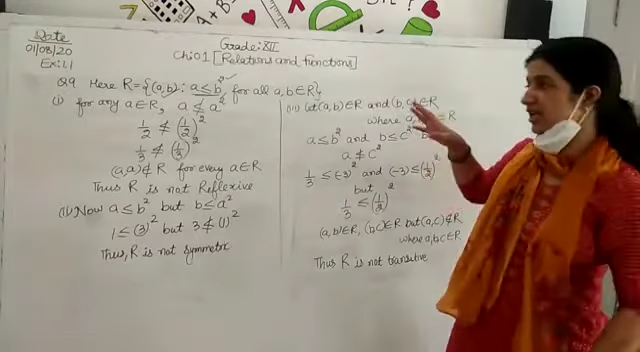 Date
01/08/20
Ex:1.1
Grade:XII
Ch:01 [Relations and functions]
Q9 Here R={(a,b): a≤b² for all a,b∈R}
(i) for any a∈R, a≰a²
1/2 ≰ (1/2)²
1/3 ≰ (1/3)²
(a,a)∉R for every a∈R
Thus R is not Reflexive
(ii) Now a≤b² but b≤a²
1≤(3)² but 3≰(1)²
Thus, R is not symmetric
(iii) Let (a,b)∈R and (b,c)∈R
where a, ∈R
a≤b² and b≤c²
a≰c²
1/3 ≤(-3)² and (-3)≤(1/2)²
but
1/3 ≤(1/2)²
(a,b)∈R, (b,c)∈R but (a,c)∉R
where a,b,c∈R
Thus R is not transitive